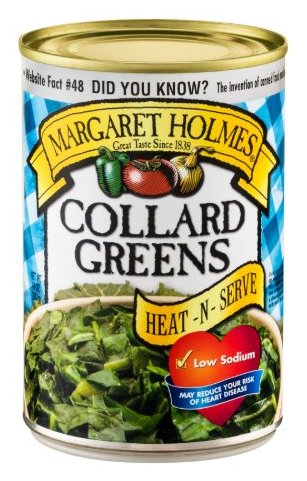 Website Fact #48 DID YOU KNOW? The invention of canned food
MARGARET HOLMES®
Great Taste Since 1838
COLLARD
GREENS
HEAT -N- SERVE
Low Sodium
MAY REDUCE YOUR RISK
OF HEART DISEASE